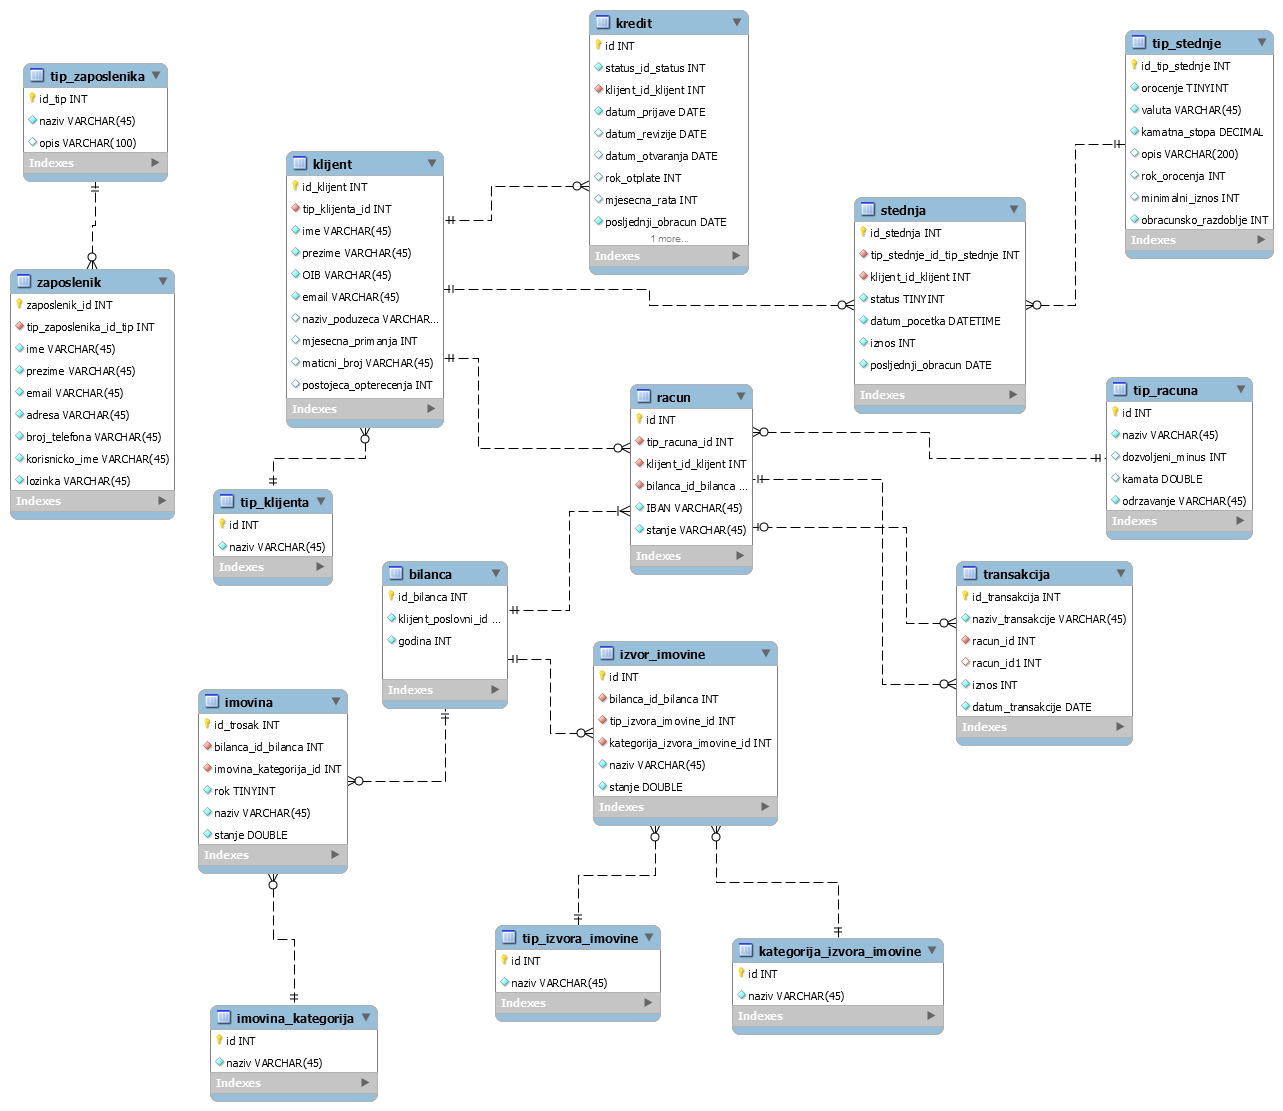 kredit
id INT
status_id_status INT
klijent_id_klijent INT
datum_prijave DATE
datum_revizije DATE
datum_otvaranja DATE
rok_otplate INT
mjesecna_rata INT
posljednji_obracun DATE
1 more...
Indexes
tip_stednje
id_tip_stednje INT
orocenje TINYINT
valuta VARCHAR(45)
kamatna_stopa DECIMAL
opis VARCHAR(200)
rok_orocenja INT
minimalni_iznos INT
obracunsko_razdoblje INT
Indexes
tip_zaposlenika
id_tip INT
naziv VARCHAR(45)
opis VARCHAR(100)
Indexes
klijent
id_klijent INT
tip_klijenta_id INT
ime VARCHAR(45)
prezime VARCHAR(45)
OIB VARCHAR(45)
email VARCHAR(45)
naziv_poduzeca VARCHAR...
mjesecna_primanja INT
maticni_broj VARCHAR(45)
postojeca_opterecenja INT
Indexes
stednja
id_stednja INT
tip_stednje_id_tip_stednje INT
klijent_id_klijent INT
status TINYINT
datum_pocetka DATETIME
iznos INT
posljednji_obracun DATE
Indexes
zaposlenik
zaposlenik_id INT
tip_zaposlenika_id_tip INT
ime VARCHAR(45)
prezime VARCHAR(45)
email VARCHAR(45)
adresa VARCHAR(45)
broj_telefona VARCHAR(45)
korisnicko_ime VARCHAR(45)
lozinka VARCHAR(45)
Indexes
racun
id INT
tip_racuna_id INT
klijent_id_klijent INT
bilanca_id_bilanca ...
IBAN VARCHAR(45)
stanje VARCHAR(45)
Indexes
tip_racuna
id INT
naziv VARCHAR(45)
dozvoljeni_minus INT
kamata DOUBLE
odrzavanje VARCHAR(45)
Indexes
tip_klijenta
id INT
naziv VARCHAR(45)
Indexes
bilanca
id_bilanca INT
klijent_poslovni_id ...
godina INT
Indexes
transakcija
id_transakcija INT
naziv_transakcije VARCHAR(45)
racun_id INT
racun_id1 INT
iznos INT
datum_transakcije DATE
Indexes
izvor_imovine
id INT
bilanca_id_bilanca INT
tip_izvora_imovine_id INT
kategorija_izvora_imovine_id INT
naziv VARCHAR(45)
stanje DOUBLE
Indexes
imovina
id_trosak INT
bilanca_id_bilanca INT
imovina_kategorija_id INT
rok TINYINT
naziv VARCHAR(45)
stanje DOUBLE
Indexes
tip_izvora_imovine
id INT
naziv VARCHAR(45)
Indexes
kategorija_izvora_imovine
id INT
naziv VARCHAR(45)
Indexes
imovina_kategorija
id INT
naziv VARCHAR(45)
Indexes